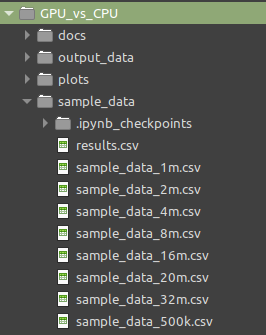 GPU_vs_CPU
docs
output_data
plots
sample_data
.ipynb_checkpoints
results.csv
sample_data_1m.csv
sample_data_2m.csv
sample_data_4m.csv
sample_data_8m.csv
sample_data_16m.csv
sample_data_20m.csv
sample_data_32m.csv
sample_data_500k.csv